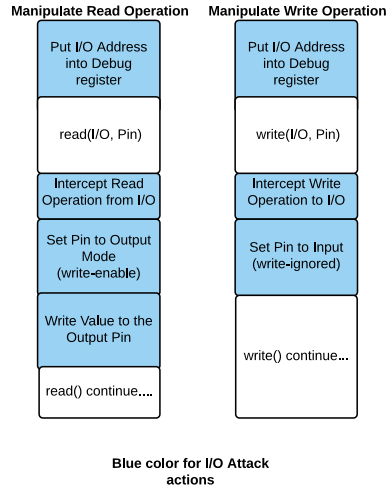 Manipulate Read Operation
Put I/O Address
into Debug
register
read(I/O, Pin)
Intercept Read
Operation from I/O
Set Pin to Output
Mode
(write-enable)
Write Value to the
Output Pin
read() continue....
Manipulate Write Operation
Put I/O Address
into Debug
register
write(I/O, Pin)
Intercept Write
Operation to I/O
Set Pin to Input
(write-ignored)
write() continue...
Blue color for I/O Attack
actions